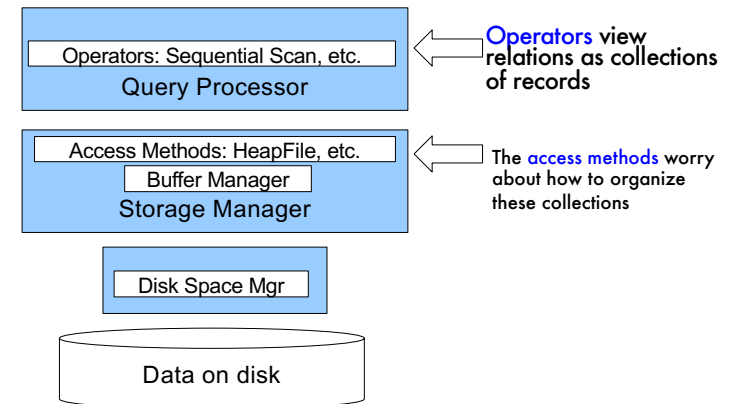 Operators: Sequential Scan, etc.
Query Processor
Operators view
relations as collections
of records
Access Methods: HeapFile, etc.
Buffer Manager
Storage Manager
The access methods worry
about how to organize
these collections
Disk Space Mgr
Data on disk